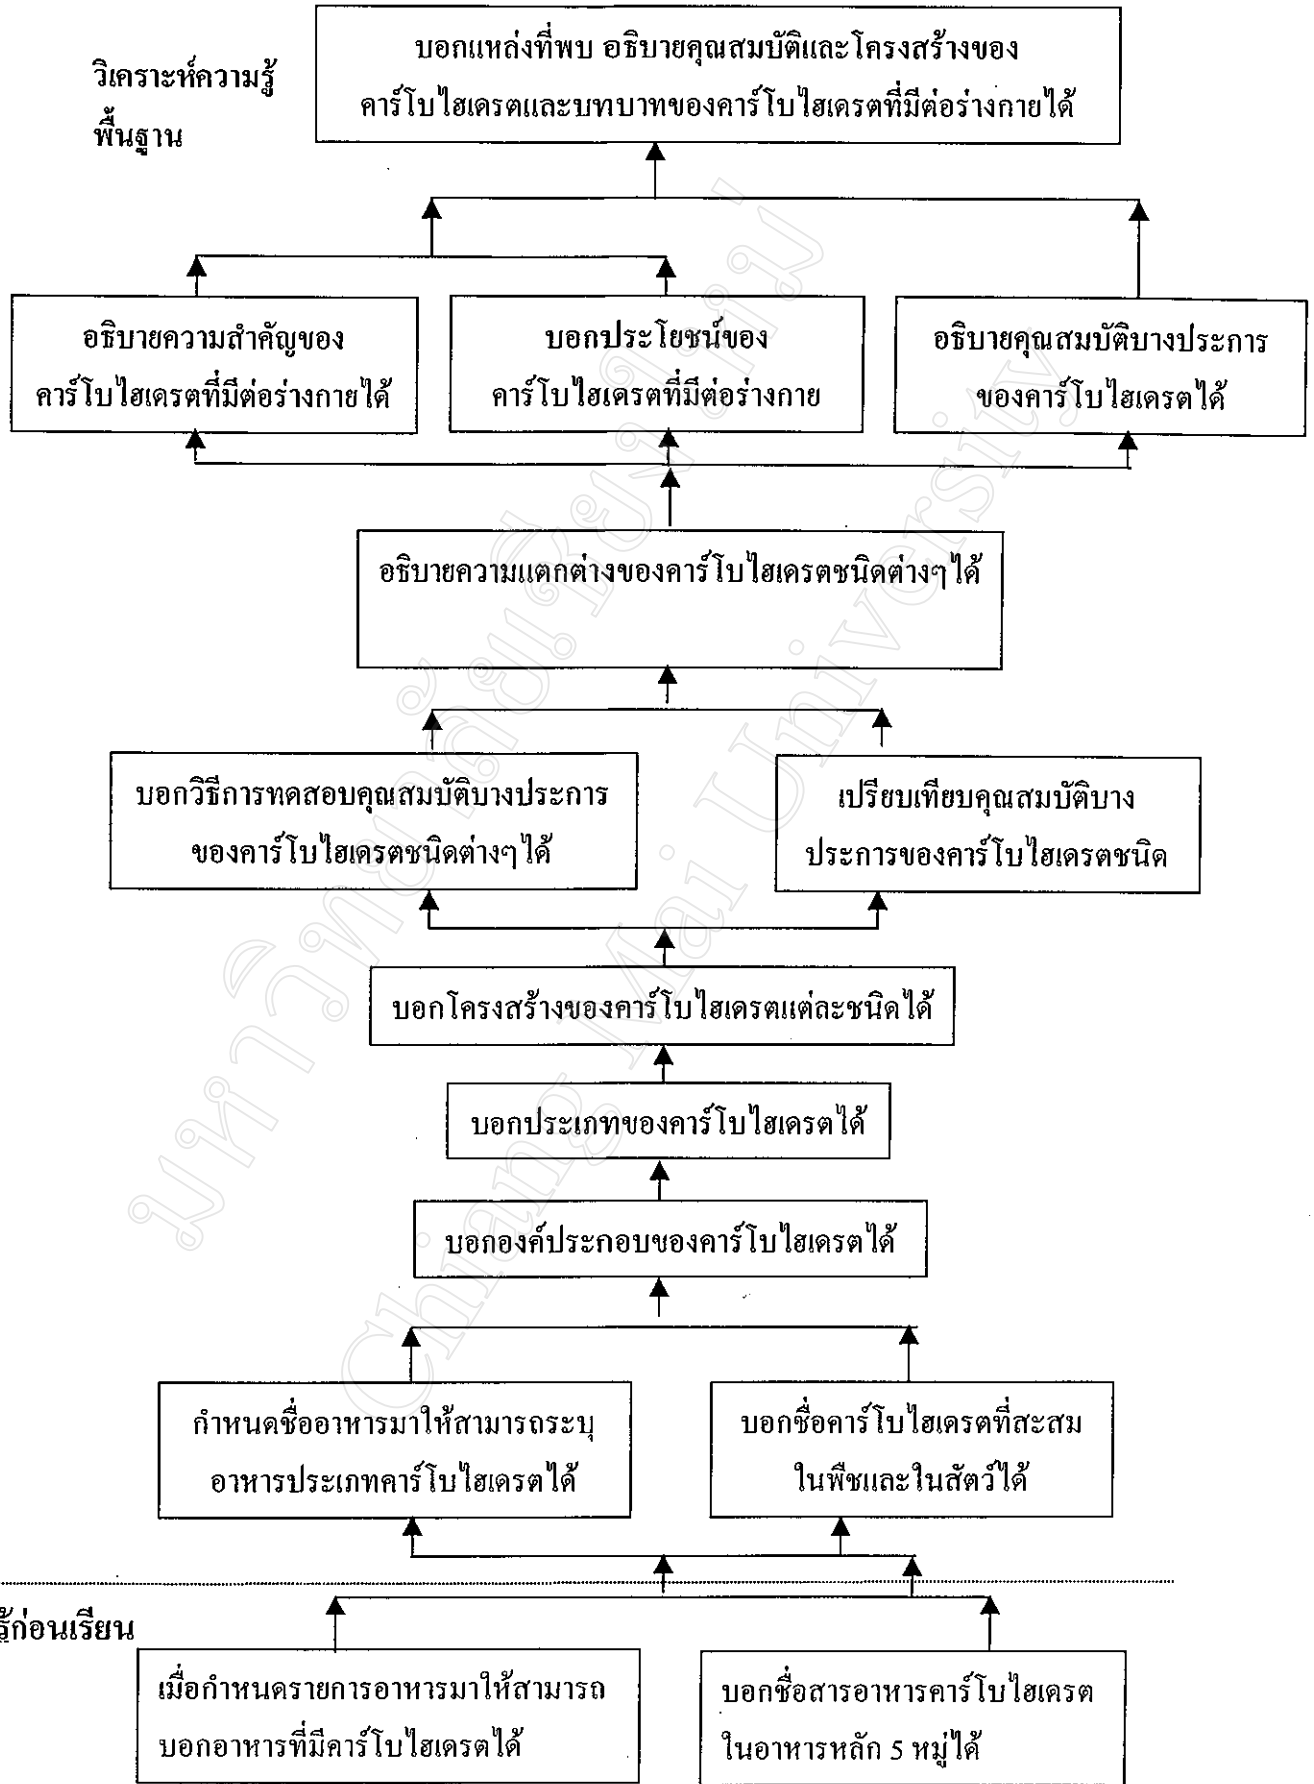 วิเคราะห์ความรู้
พื้นฐาน
บอกแหล่งที่พบ อธิบายคุณสมบัติและโครงสร้างของ
คาร์โบไฮเดรตและบทบาทของคาร์โบไฮเดรตที่มีต่อร่างกายได้
อธิบายความสำคัญของ
คาร์โบไฮเดรตที่มีต่อร่างกายได้
บอกประโยชน์ของ
คาร์โบไฮเดรตที่มีต่อร่างกาย
อธิบายคุณสมบัติบางประการ
ของคาร์โบไฮเดรตได้
อธิบายความแตกต่างของคาร์โบไฮเดรตชนิดต่างๆ ได้
บอกวิธีการทดสอบคุณสมบัติบางประการ
ของคาร์โบไฮเดรตชนิดต่างๆ ได้
เปรียบเทียบคุณสมบัติบาง
ประการของคาร์โบไฮเดรตชนิด
บอกโครงสร้างของคาร์โบไฮเดรตแต่ละชนิดได้
บอกประเภทของคาร์โบไฮเดรตได้
บอกองค์ประกอบของคาร์โบไฮเดรตได้
กำหนดชื่ออาหารมาให้สามารถระบุ
อาหารประเภทคาร์โบไฮเดรตได้
บอกชื่อคาร์โบไฮเดรตที่สะสม
ในพืชและในสัตว์ได้
รู้ก่อนเรียน
เมื่อกำหนดรายการอาหารมาให้สามารถ
บอกอาหารที่มีคาร์โบไฮเดรตได้
บอกชื่อสารอาหารคาร์โบไฮเดรต
ในอาหารหลัก 5 หมู่ได้
มหาวิทยาลัยเชียงใหม่
Chiang Mai University